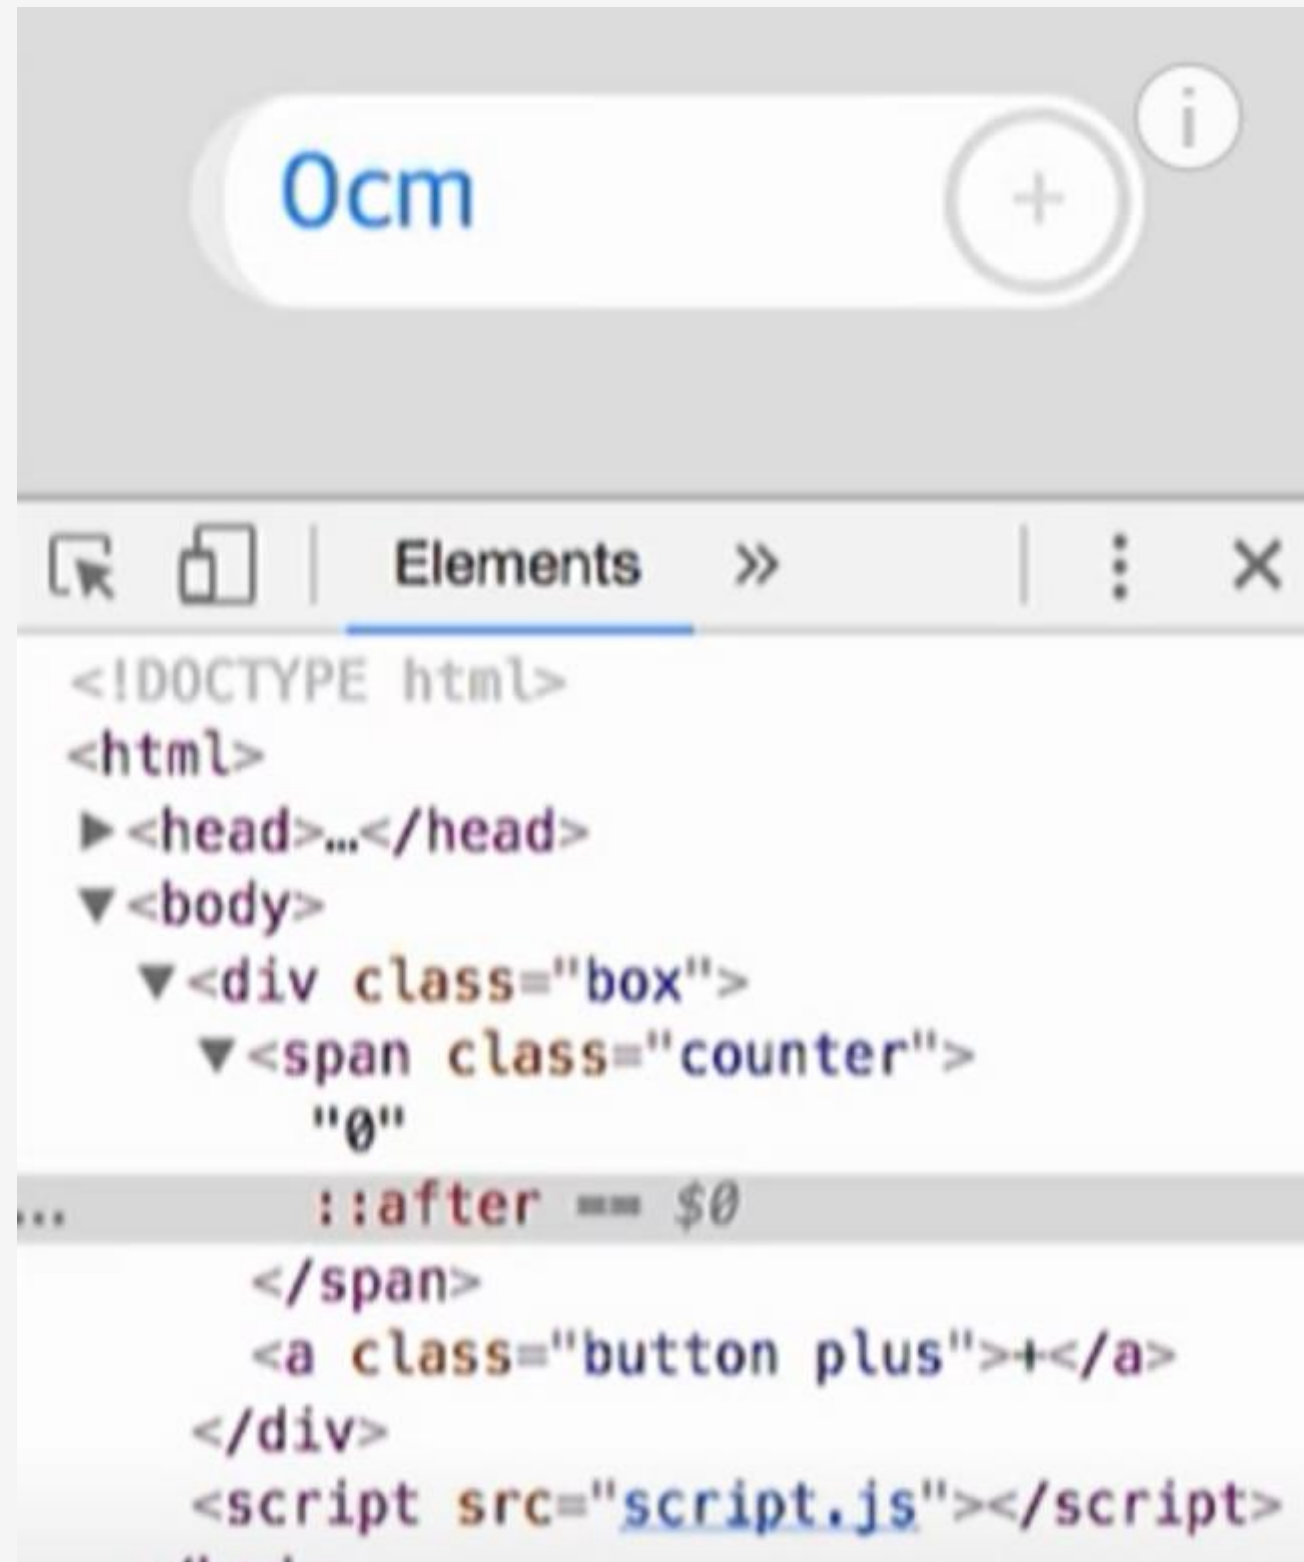 0cm
+
i
Elements »
<!DOCTYPE html>
<html>
<head>…</head>
<body>
<div class="box">
<span class="counter">
"0"
... ::after == $0
</span>
<a class="button plus">+</a>
</div>
<script src="script.js"></script>